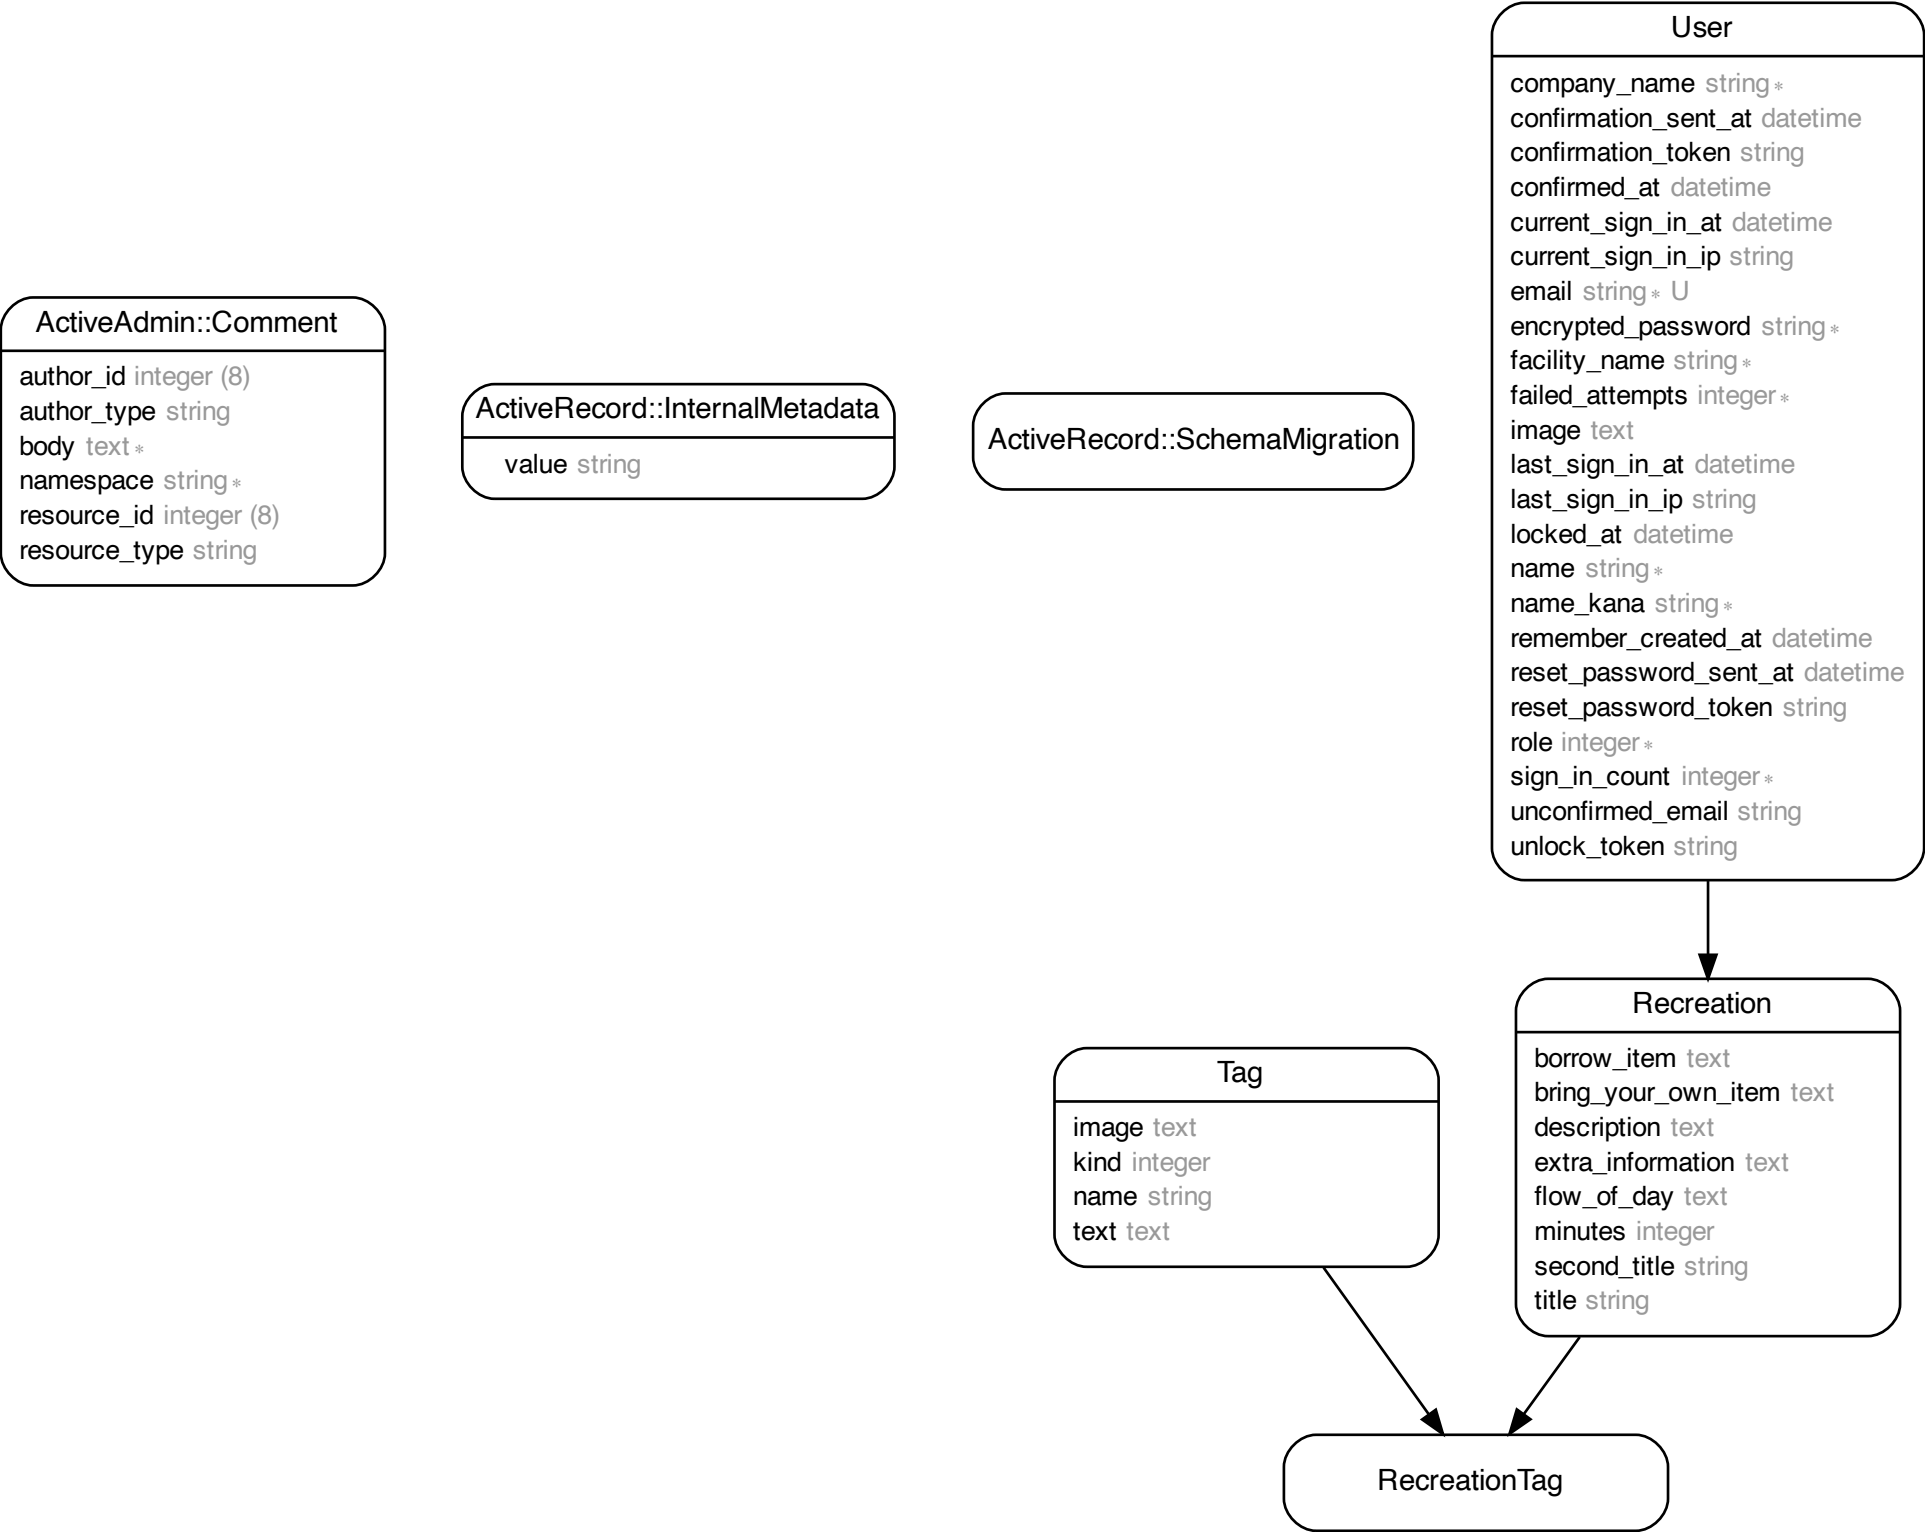 User
company_name string*
confirmation_sent_at datetime
confirmation_token string
confirmed_at datetime
current_sign_in_at datetime
current_sign_in_ip string
email string* U
encrypted_password string*
facility_name string*
failed_attempts integer*
image text
last_sign_in_at datetime
last_sign_in_ip string
locked_at datetime
name string*
name_kana string*
remember_created_at datetime
reset_password_sent_at datetime
reset_password_token string
role integer*
sign_in_count integer*
unconfirmed_email string
unlock_token string
ActiveAdmin::Comment
author_id integer (8)
author_type string
body text*
namespace string*
resource_id integer (8)
resource_type string
ActiveRecord::InternalMetadata
value string
ActiveRecord::SchemaMigration
Recreation
borrow_item text
bring_your_own_item text
description text
extra_information text
flow_of_day text
minutes integer
second_title string
title string
Tag
image text
kind integer
name string
text text
RecreationTag